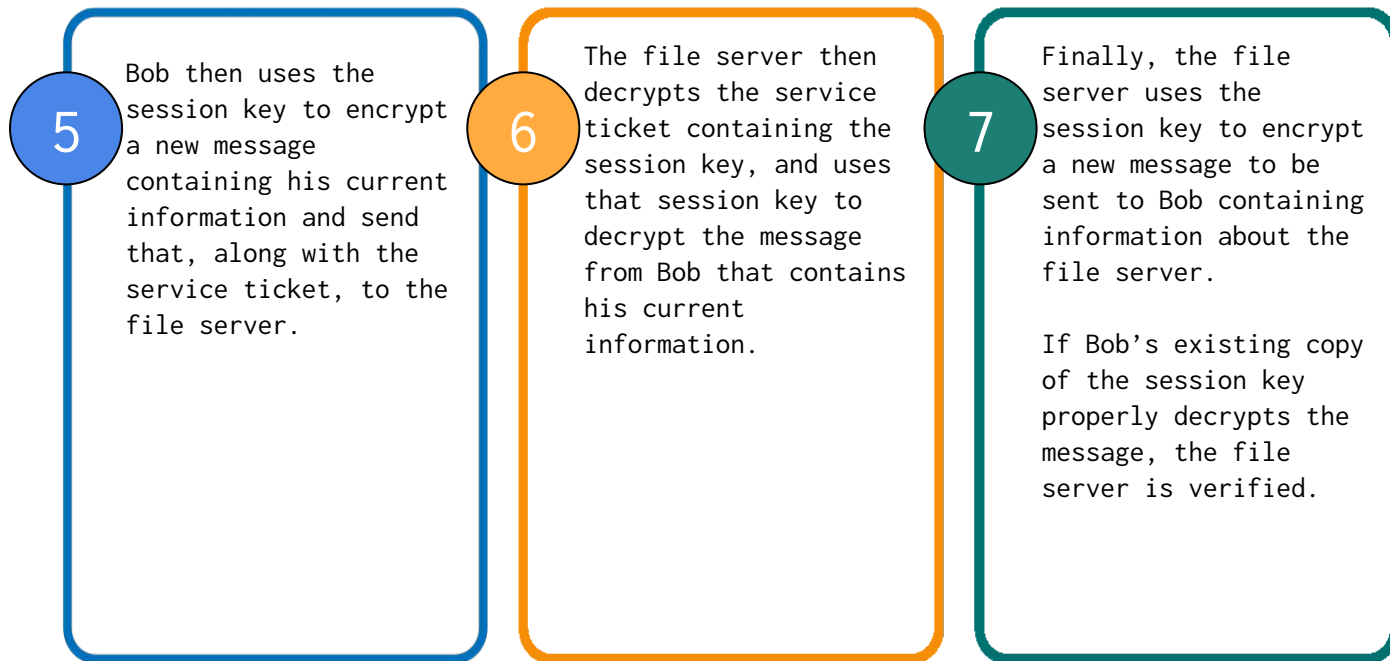 5
Bob then uses the
session key to encrypt
a new message
containing his current
information and send
that, along with the
service ticket, to the
file server.
6
The file server then
decrypts the service
ticket containing the
session key, and uses
that session key to
decrypt the message
from Bob that contains
his current
information.
7
Finally, the file
server uses the
session key to encrypt
a new message to be
sent to Bob containing
information about the
file server.
If Bob’s existing copy
of the session key
properly decrypts the
message, the file
server is verified.